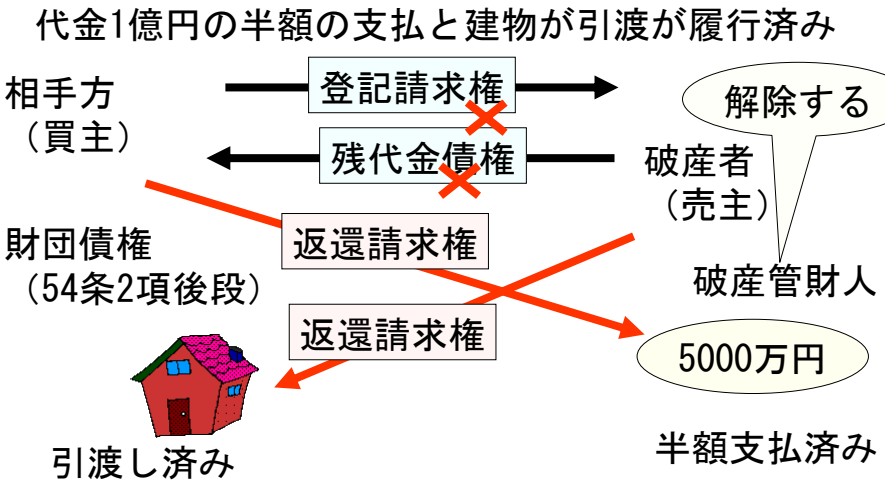 代金1億円の半額の支払と建物が引渡が履行済み
相手方
（買主）
登記請求権
解除する
残代金債権
破産者
（売主）
財団債権
（54条2項後段）
返還請求権
破産管財人
返還請求権
5000万円
引渡し済み
半額支払済み